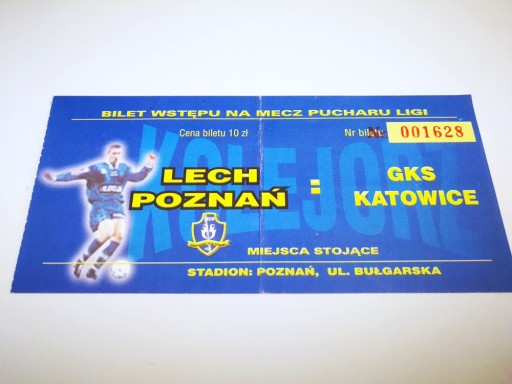 BILET WSTĘPU NA MECZ PUCHARU LIGI
Cena biletu 10 zł
Nr biletu: 001628
KOLEJORZ
LECH
POZNAŃ
:
GKS
KATOWICE
MIEJSCA STOJĄCE
STADION: POZNAŃ, UL. BUŁGARSKA